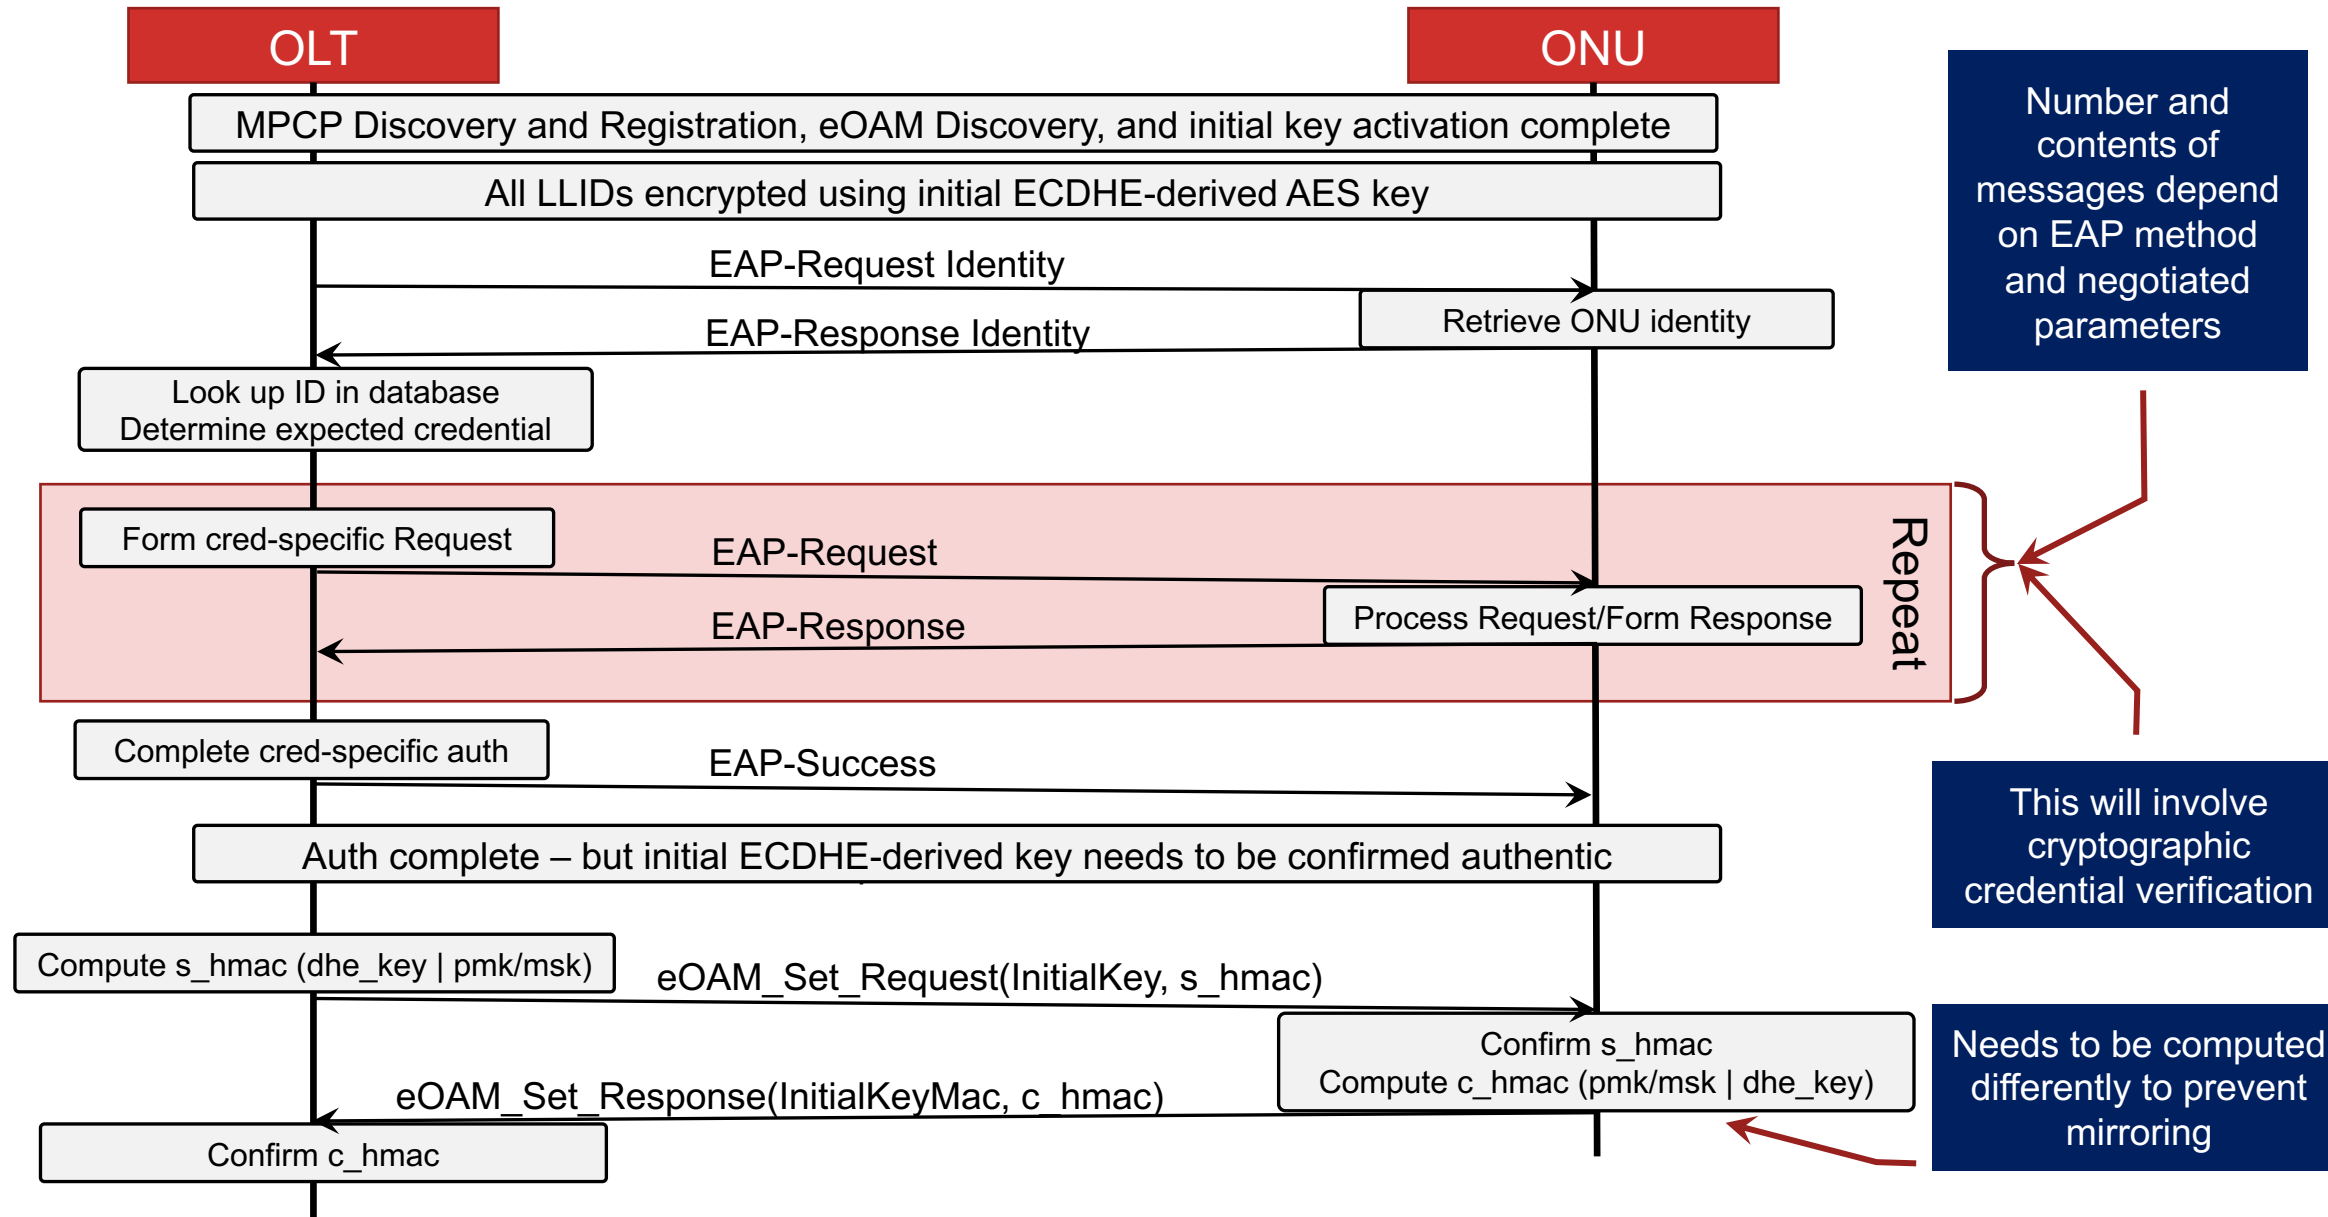 OLT
ONU
MPCP Discovery and Registration, eOAM Discovery, and initial key activation complete
All LLIDs encrypted using initial ECDHE-derived AES key
EAP-Request Identity
Retrieve ONU identity
EAP-Response Identity
Look up ID in database
Determine expected credential
Form cred-specific Request
EAP-Request
Process Request/Form Response
EAP-Response
Repeat
Complete cred-specific auth
EAP-Success
Auth complete – but initial ECDHE-derived key needs to be confirmed authentic
Compute s_hmac (dhe_key | pmk/msk)
eOAM_Set_Request(InitialKey, s_hmac)
Confirm s_hmac
Compute c_hmac (pmk/msk | dhe_key)
eOAM_Set_Response(InitialKeyMac, c_hmac)
Confirm c_hmac
Number and
contents of
messages depend
on EAP method
and negotiated
parameters
This will involve
cryptographic
credential verification
Needs to be computed
differently to prevent
mirroring